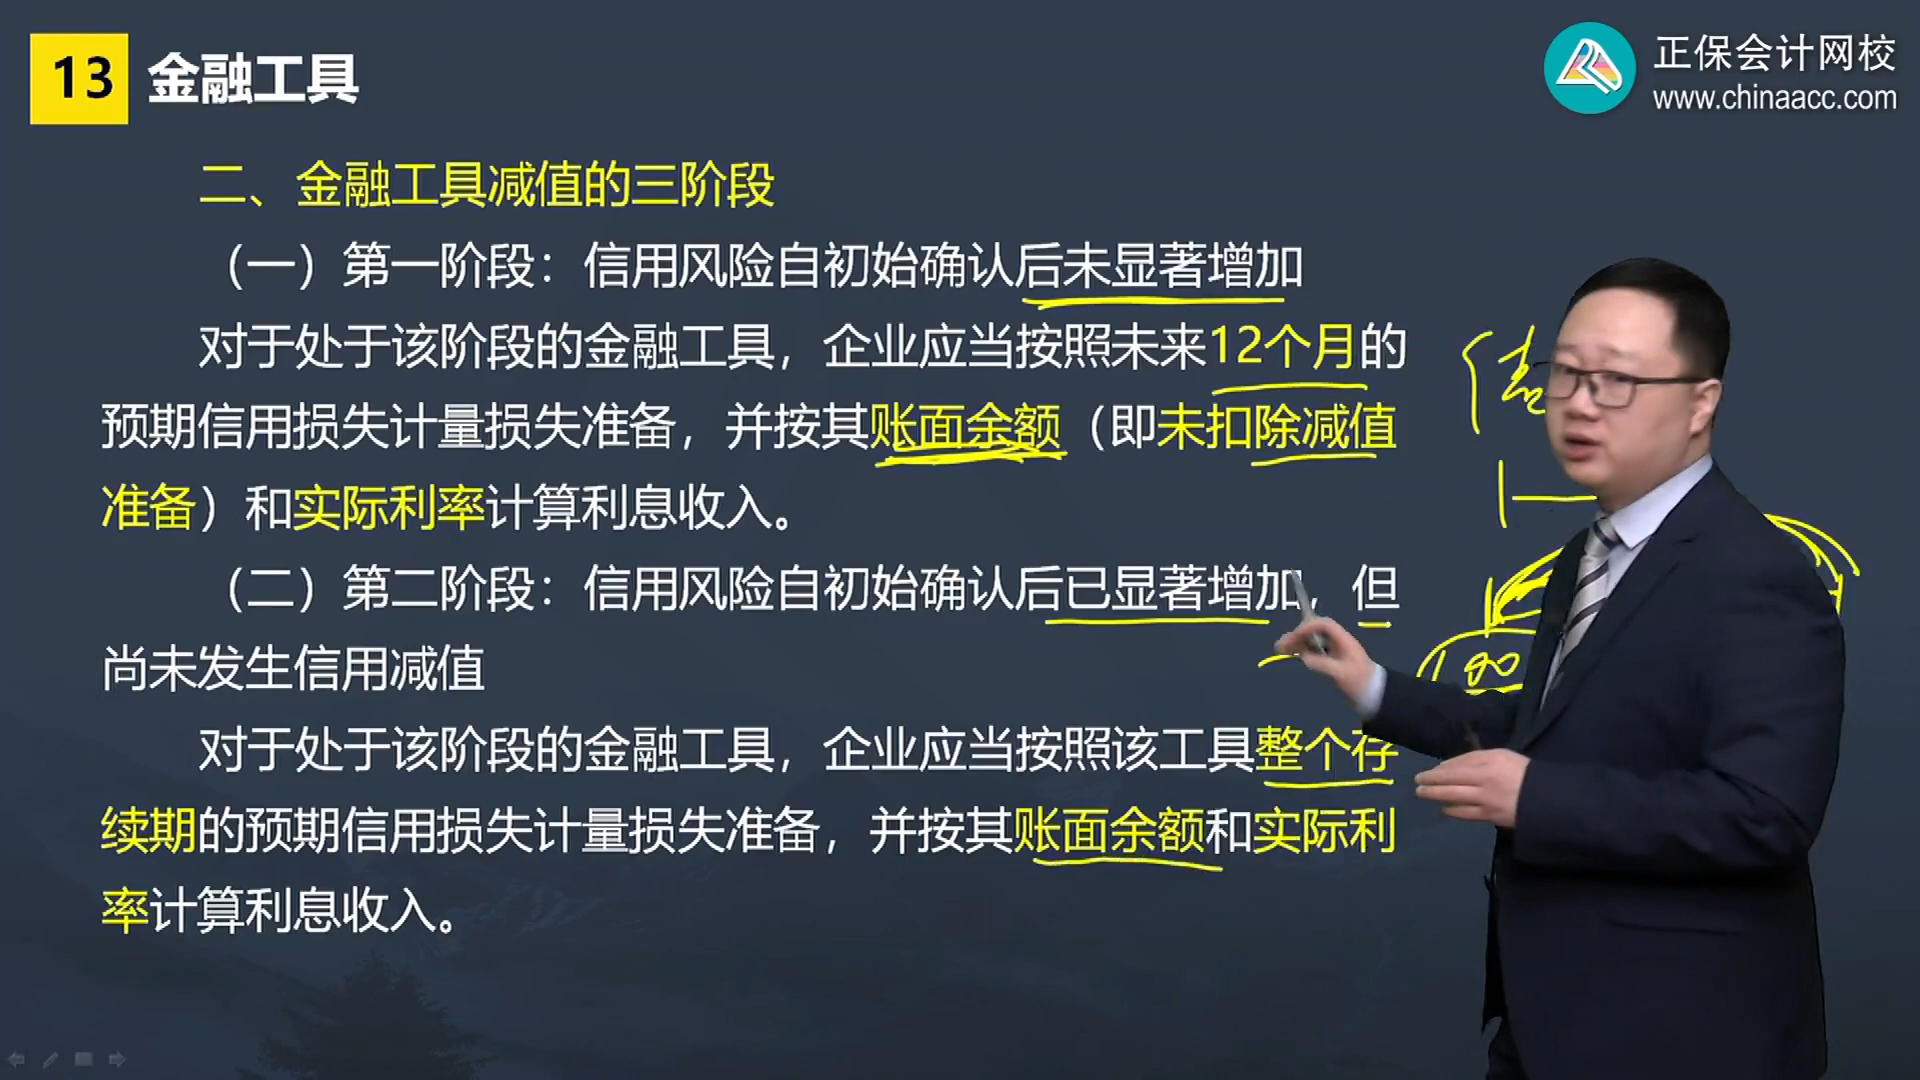 13 金融工具
正保会计网校
www.chinaacc.com
二、金融工具减值的三阶段
（一）第一阶段：信用风险自初始确认后未显著增加
对于处于该阶段的金融工具，企业应当按照未来12个月的
预期信用损失计量损失准备，并按其账面余额（即未扣除减值
准备）和实际利率计算利息收入。
（二）第二阶段：信用风险自初始确认后已显著增加，但
尚未发生信用减值
对于处于该阶段的金融工具，企业应当按照该工具整个存
续期的预期信用损失计量损失准备，并按其账面余额和实际利
率计算利息收入。